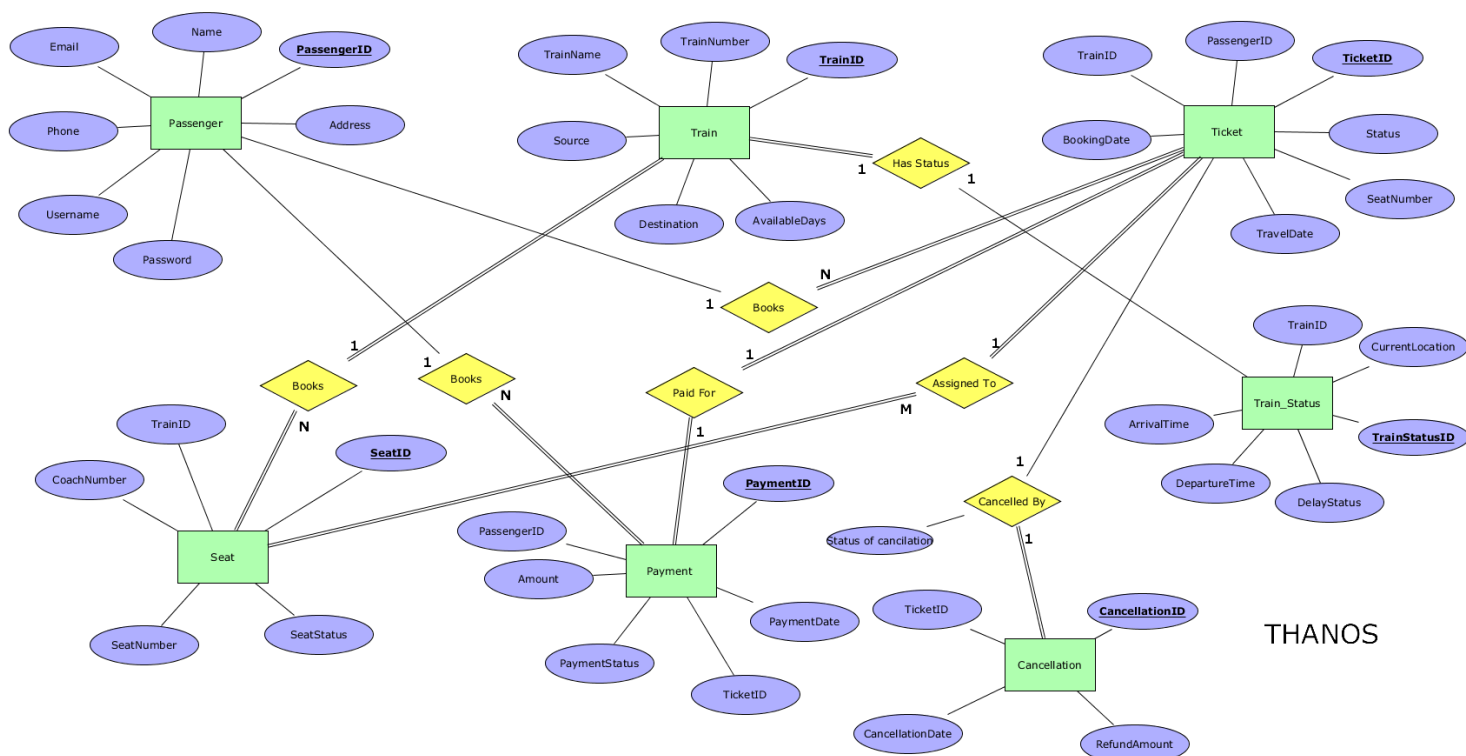 Name
PassengerID
Email
Phone
Passenger
Address
Username
Password
TrainName
TrainNumber
TrainID
Source
Train
Destination
AvailableDays
Has Status
1
1
TrainID
PassengerID
TicketID
BookingDate
Ticket
Status
SeatNumber
TravelDate
Books
1
N
Books
1
N
Books
1
N
Paid For
1
1
Assigned To
1
M
TrainID
CurrentLocation
Train_Status
ArrivalTime
TrainStatusID
DepartureTime
DelayStatus
TrainID
CoachNumber
SeatID
Seat
SeatNumber
SeatStatus
PaymentID
PassengerID
Amount
Payment
PaymentDate
PaymentStatus
TicketID
1
Cancelled By
1
Status of cancilation
TicketID
CancellationID
Cancellation
CancellationDate
RefundAmount
THANOS